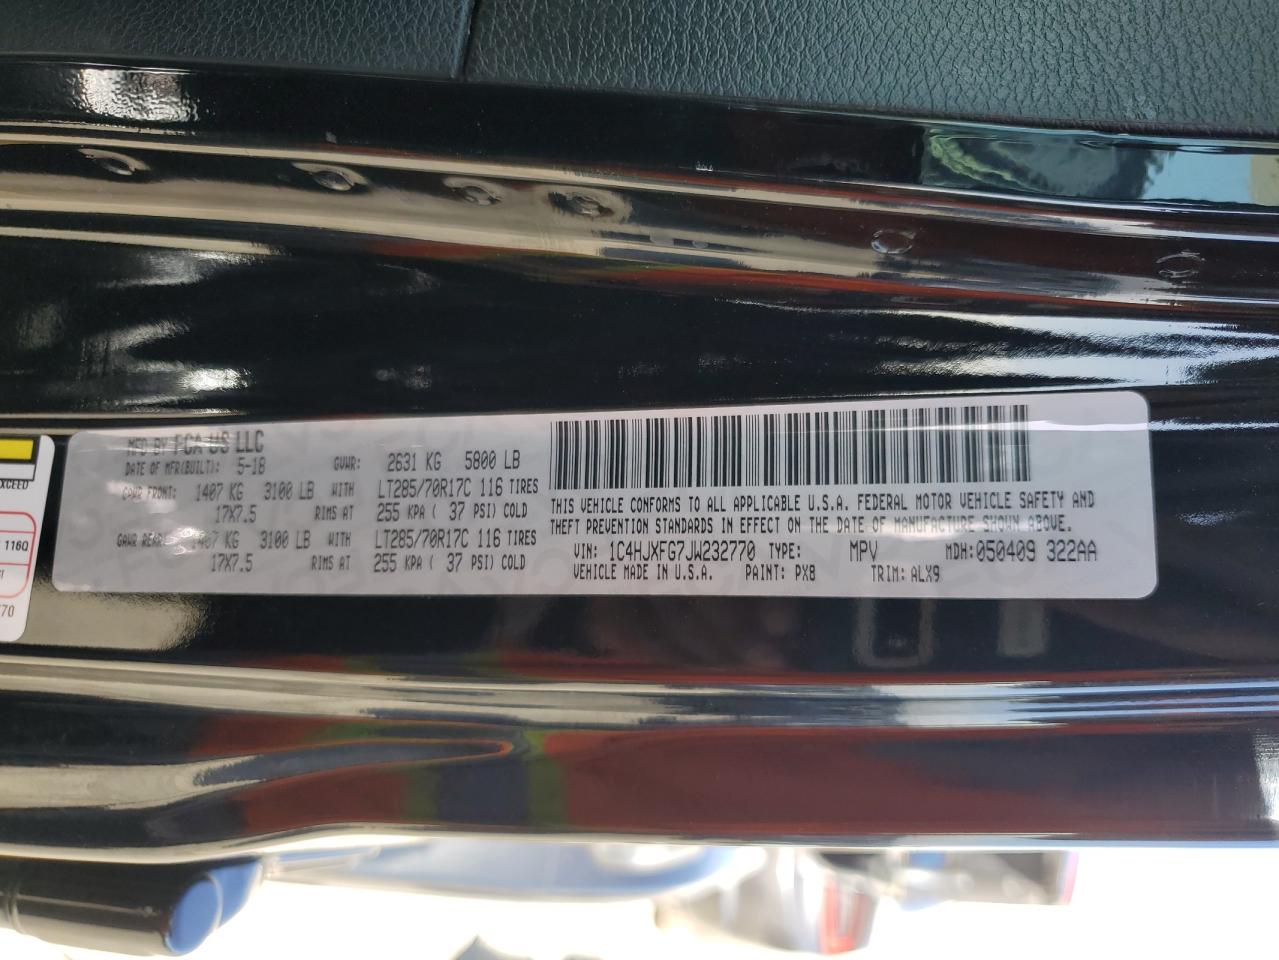 MFD BY FCA US LLC
DATE OF MFR(BUILT): 5-18 GVWR: 2631 KG 5800 LB
GAWR FRONT: 1407 KG 3100 LB WITH LT285/70R17C 116 TIRES
17X7.5 RIMS AT 255 KPA ( 37 PSI) COLD
GAWR REAR: 1407 KG 3100 LB WITH LT285/70R17C 116 TIRES
17X7.5 RIMS AT 255 KPA ( 37 PSI) COLD
THIS VEHICLE CONFORMS TO ALL APPLICABLE U.S.A. FEDERAL MOTOR VEHICLE SAFETY AND
THEFT PREVENTION STANDARDS IN EFFECT ON THE DATE OF MANUFACTURE SHOWN ABOVE.
VIN: 1C4HJXFG7JW232770 TYPE: MPV MDH:050409 322AA
VEHICLE MADE IN U.S.A. PAINT: PX8 TRIM: ALX9
EXCEED
116Q
70